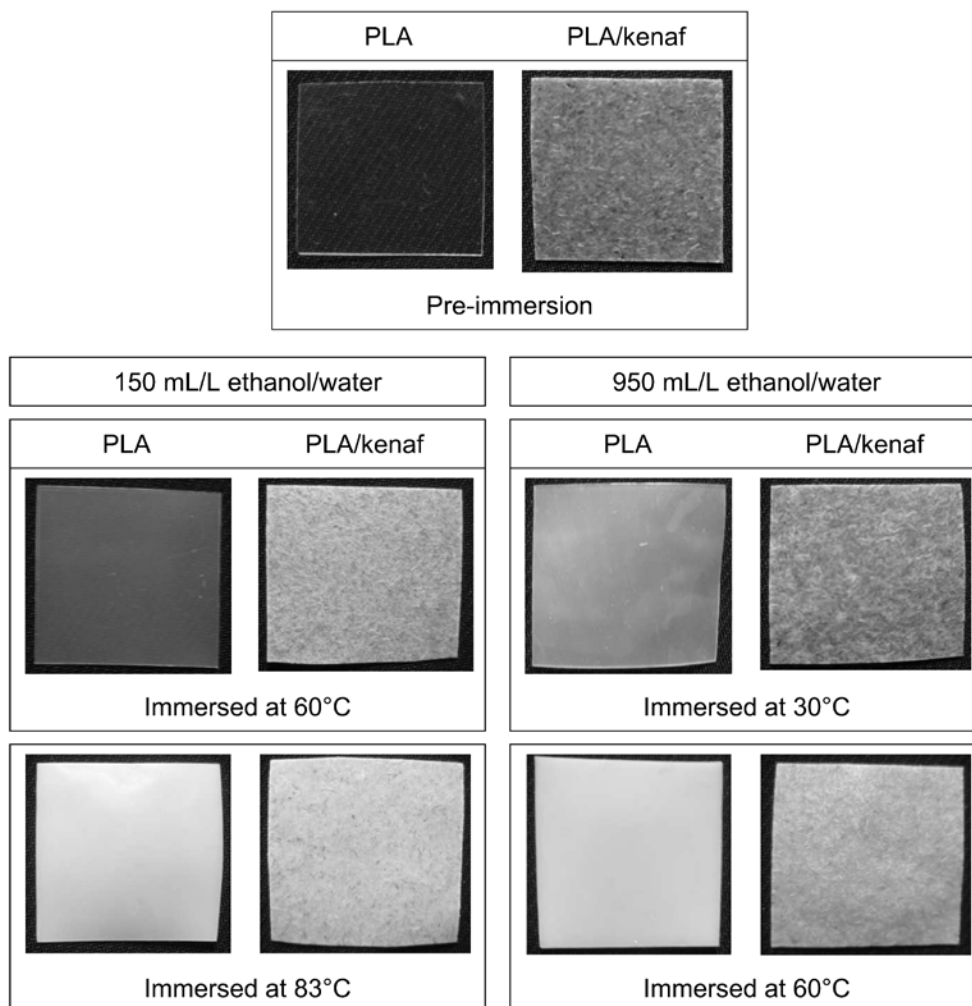 PLA PLA/kenaf
Pre-immersion
150 mL/L ethanol/water 950 mL/L ethanol/water
PLA PLA/kenaf PLA PLA/kenaf
Immersed at 60°C Immersed at 30°C
Immersed at 83°C Immersed at 60°C